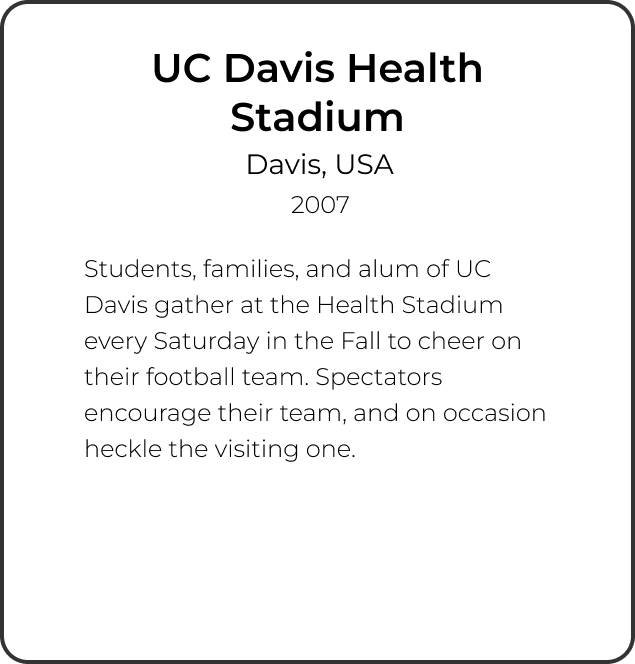 UC Davis Health
Stadium
Davis, USA
2007
Students, families, and alum of UC
Davis gather at the Health Stadium
every Saturday in the Fall to cheer on
their football team. Spectators
encourage their team, and on occasion
heckle the visiting one.